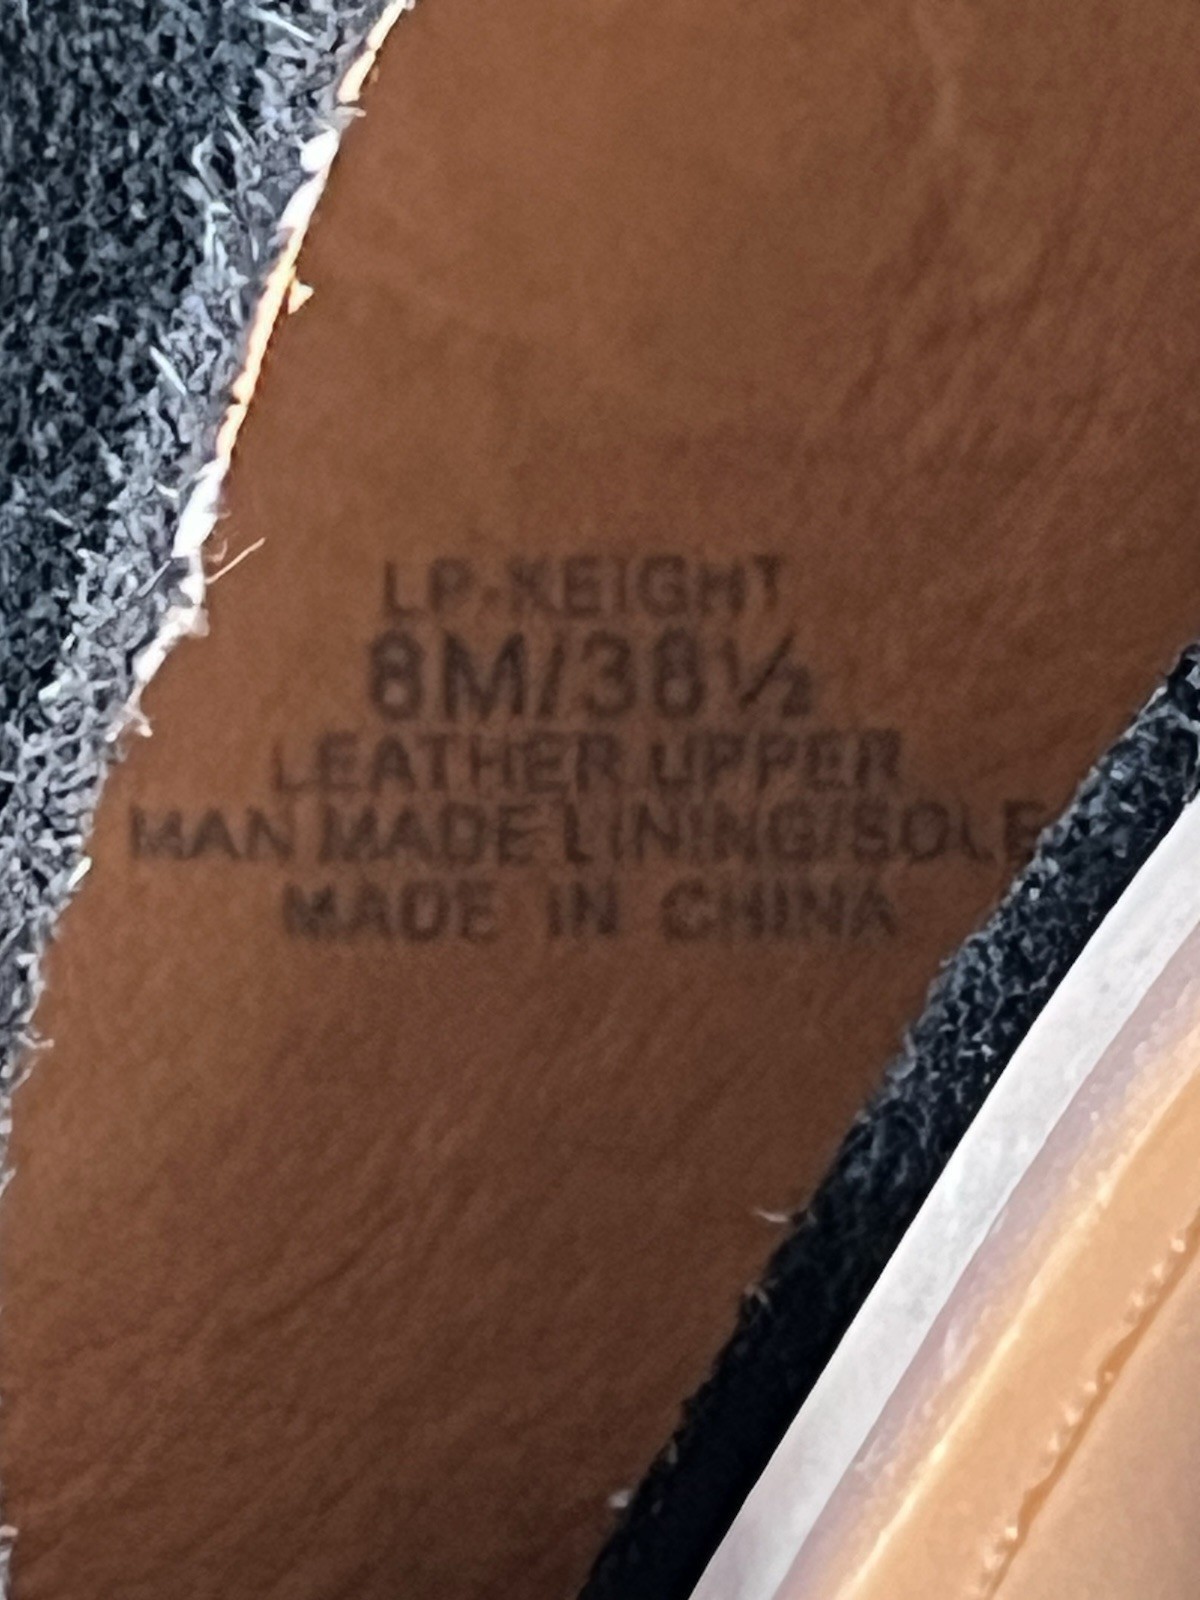 LP-KEIGHT
8M/38½
LEATHER UPPER
MAN MADE LINING/SOLE
MADE IN CHINA